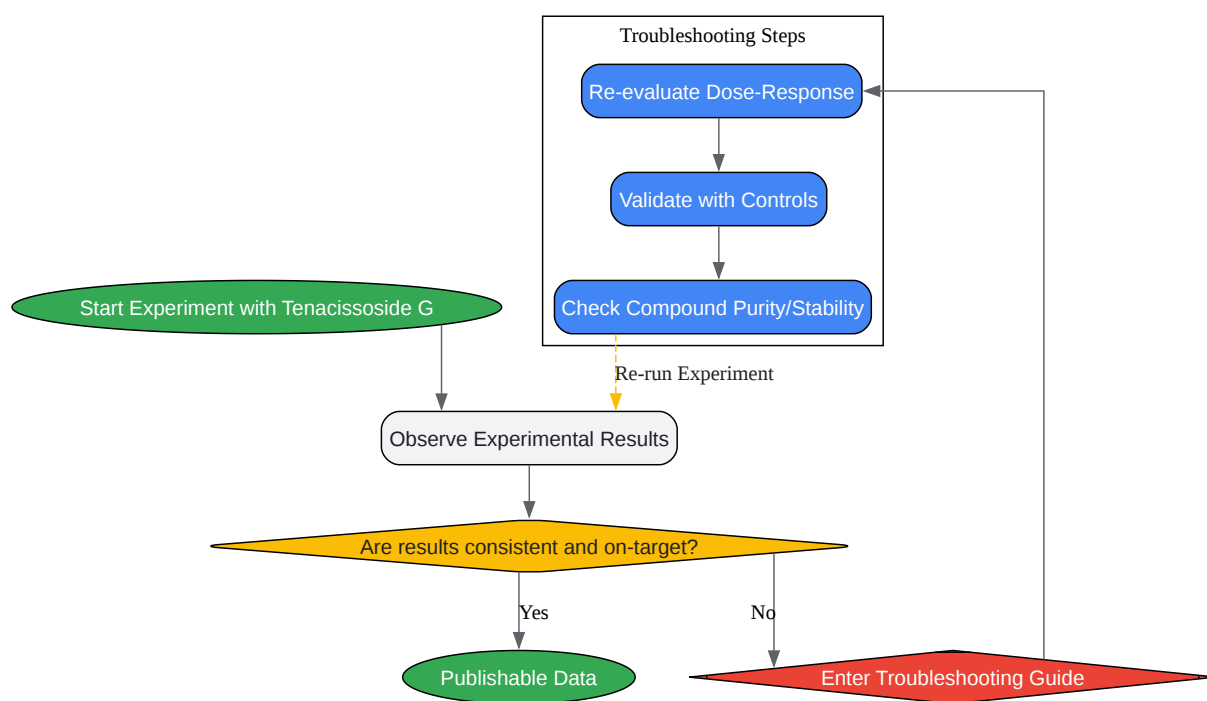 Troubleshooting Steps
Re-evaluate Dose-Response
Validate with Controls
Start Experiment with Tenacissoside G
Check Compound Purity/Stability
Re-run Experiment
Observe Experimental Results
Are results consistent and on-target?
Yes
No
Publishable Data
Enter Troubleshooting Guide